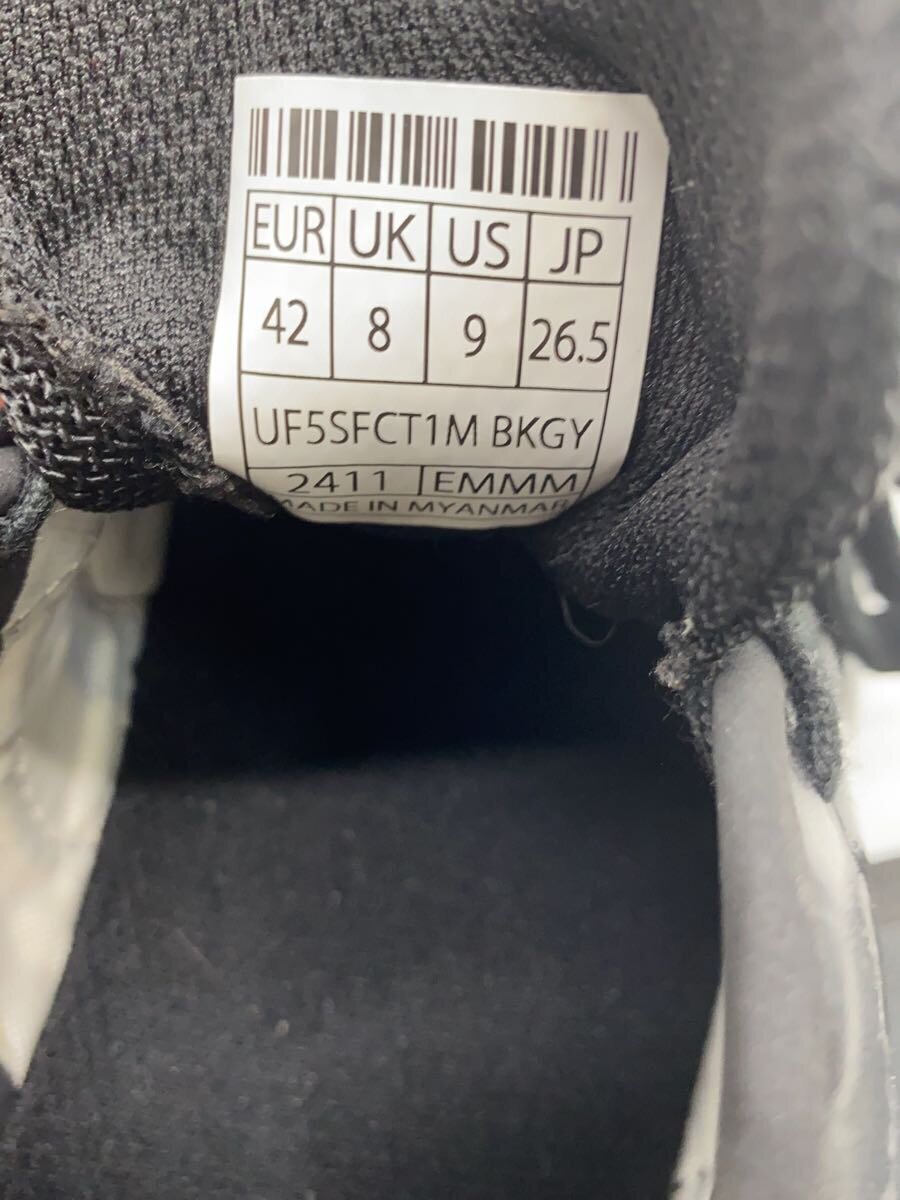 EUR UK US JP
42 8 9 26.5
UF5SFCT1M BKGY
2411 EMMM
MADE IN MYANMAR